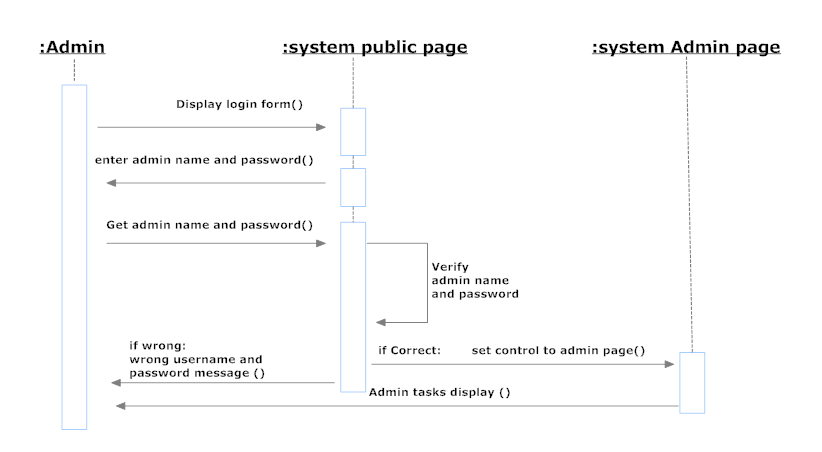 :Admin
:system public page
:system Admin page
Display login form()
enter admin name and password()
Get admin name and password()
Verify
admin name
and password
if wrong:
wrong username and
password message ()
if Correct:
set control to admin page()
Admin tasks display ()